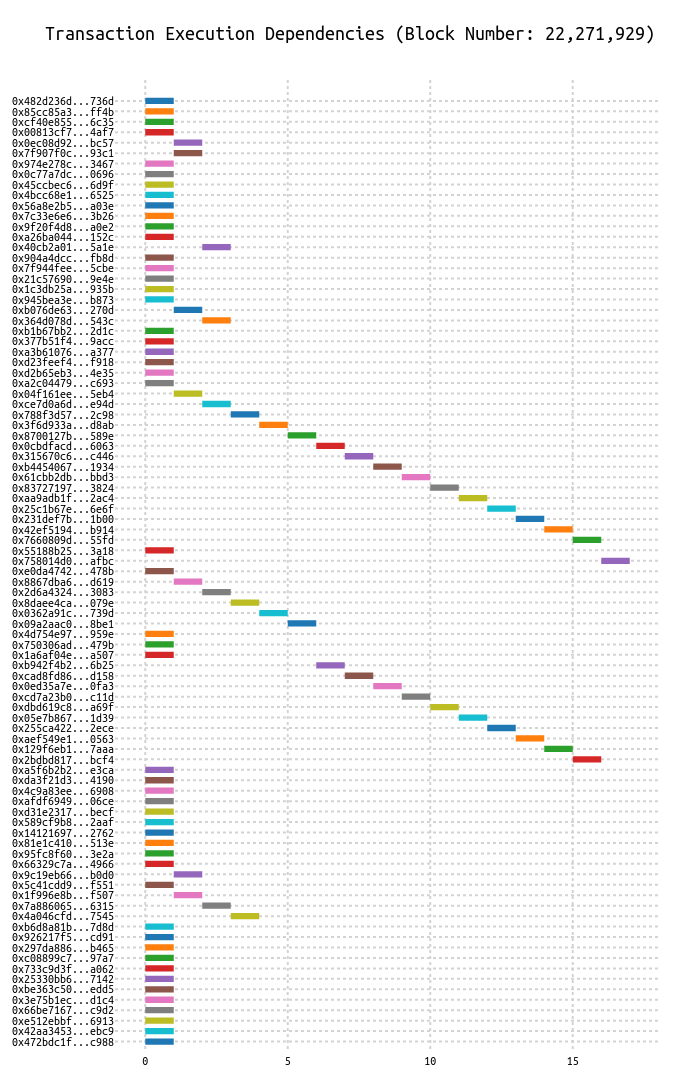 Transaction Execution Dependencies (Block Number: 22,271,929)
0x482d236d...736d
0x85cc85a3...ff4b
0xcf40e855...6c35
0x00813cf7...4af7
0x0ec08d92...bc57
0x7f907f0c...93c1
0x974e278c...3467
0x0c77a7dc...0696
0x45ccbec6...6d9f
0x4bcc68e1...6525
0x56a8e2b5...a03e
0x7c33e6e6...3b26
0x9f20f4d8...a0e2
0xa26ba044...152c
0x40cb2a01...5a1e
0x904a4dcc...fb8d
0x7f944fee...5cbe
0x21c57690...9e4e
0x1c3db25a...935b
0x945bea3e...b873
0xb076de63...270d
0x364d078d...543c
0xb1b67bb2...2d1c
0x377b51f4...9acc
0xa3b61076...a377
0xd23feef4...f918
0xd2b65eb3...4e35
0xa2c04479...c693
0x04f161ee...5eb4
0xce7d0a6d...e94d
0x788f3d57...2c98
0x3f6d933a...d8ab
0x8700127b...589e
0x0cbdfacd...6063
0x315670c6...c446
0xb4454067...1934
0x61cbb2db...bbd3
0x83727197...3824
0xaa9adb1f...2ac4
0x25c1b67e...6e6f
0x231def7b...1b00
0x42ef5194...b914
0x7660809d...55fd
0x55188b25...3a18
0x758014d0...afbc
0xe0da4742...478b
0x8867dba6...d619
0x2d6a4324...3083
0x8daee4ca...079e
0x0362a91c...739d
0x09a2aac0...8be1
0x4d754e97...959e
0x750306ad...479b
0x1a6af04e...a507
0xb942f4b2...6b25
0xcad8fd86...d158
0x0ed35a7e...0fa3
0xcd7a23b0...c11d
0xdbd619c8...a69f
0x05e7b867...1d39
0x255ca422...2ece
0xaef549e1...0563
0x129f6eb1...7aaa
0x2bdbd817...bcf4
0xa5f6b2b2...e3ca
0xda3f21d3...4190
0x4c9a83ee...6908
0xafdf6949...06ce
0xd31e2317...becf
0x589cf9b8...2aaf
0x14121697...2762
0x81e1c410...513e
0x95fc8f60...3e2a
0x66329c7a...4966
0x9c19eb66...b0d0
0x5c41cdd9...f551
0x1f996e8b...f507
0x7a886065...6315
0x4a046cfd...7545
0xb6d8a81b...7d8d
0x926217f5...cd91
0x297da886...b465
0xc08899c7...97a7
0x733c9d3f...a062
0x25330bb6...7142
0xbe363c50...edd5
0x3e75b1ec...d1c4
0x66be7167...c9d2
0xe512ebbf...6913
0x42aa3453...ebc9
0x472bdc1f...c988
0 5 10 15